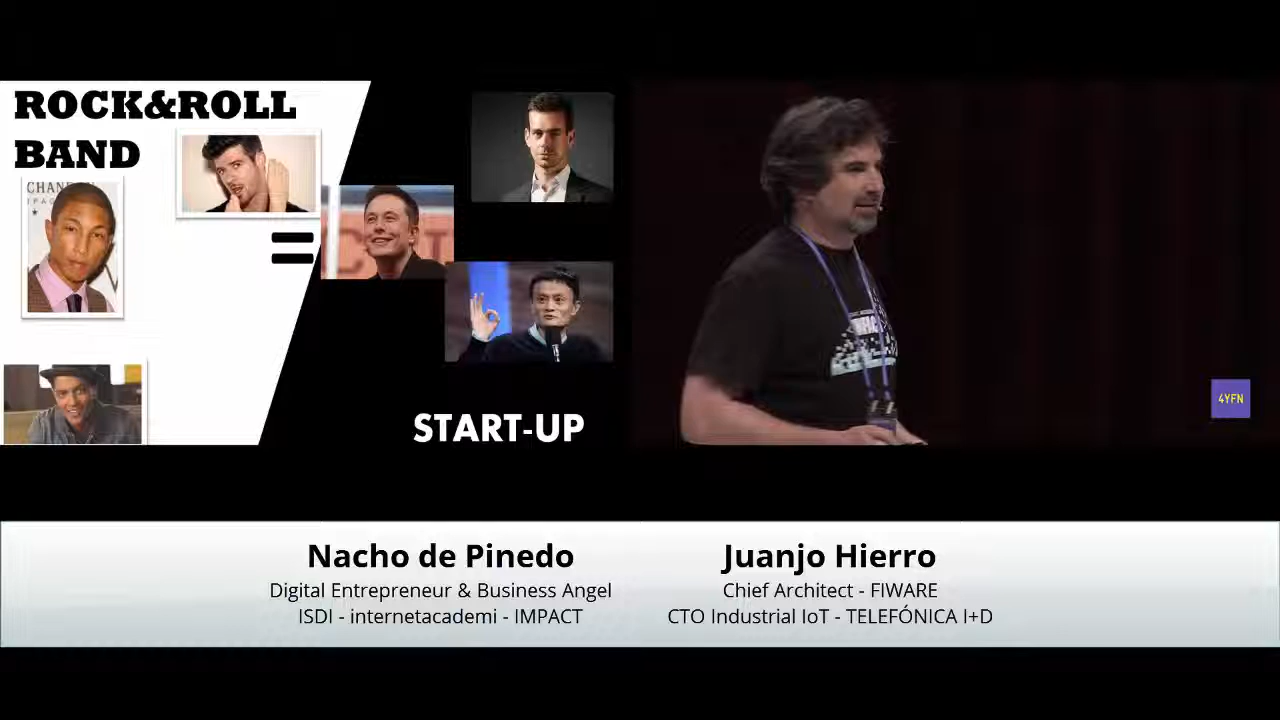 ROCK&ROLL
BAND
=
START-UP
4YFN
Nacho de Pinedo
Digital Entrepreneur & Business Angel
ISDI - internetacademi - IMPACT
Juanjo Hierro
Chief Architect - FIWARE
CTO Industrial IoT - TELEFÓNICA I+D